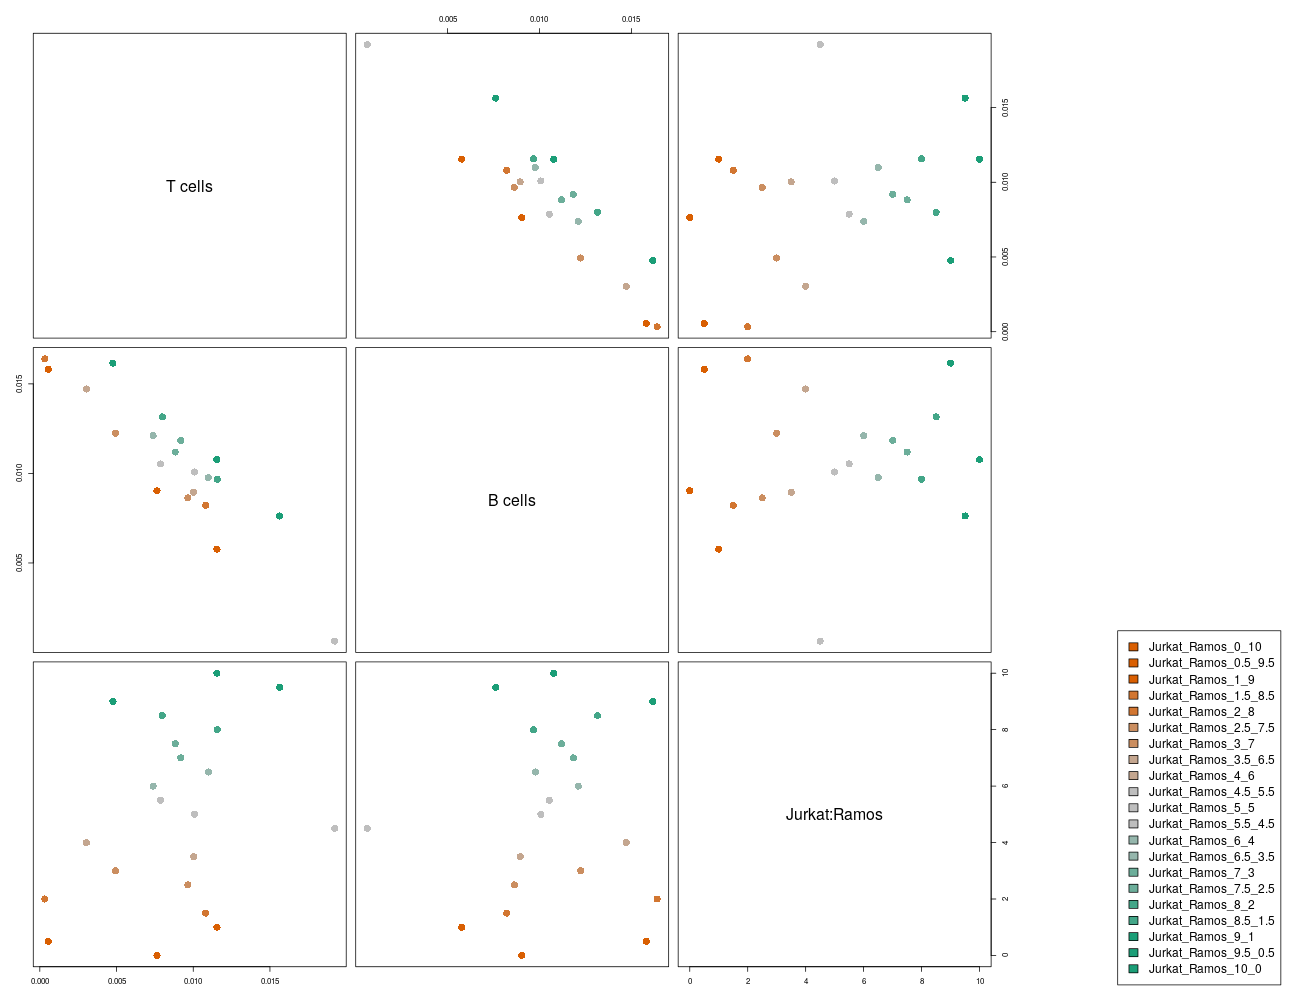 0.005 0.010 0.015
T cells
0.000 0.005 0.010 0.015
0.005 0.010 0.015
B cells
Jurkat:Ramos
0 2 4 6 8 10
0.000 0.005 0.010 0.015
0 2 4 6 8 10
Jurkat_Ramos_0_10
Jurkat_Ramos_0.5_9.5
Jurkat_Ramos_1_9
Jurkat_Ramos_1.5_8.5
Jurkat_Ramos_2_8
Jurkat_Ramos_2.5_7.5
Jurkat_Ramos_3_7
Jurkat_Ramos_3.5_6.5
Jurkat_Ramos_4_6
Jurkat_Ramos_4.5_5.5
Jurkat_Ramos_5_5
Jurkat_Ramos_5.5_4.5
Jurkat_Ramos_6_4
Jurkat_Ramos_6.5_3.5
Jurkat_Ramos_7_3
Jurkat_Ramos_7.5_2.5
Jurkat_Ramos_8_2
Jurkat_Ramos_8.5_1.5
Jurkat_Ramos_9_1
Jurkat_Ramos_9.5_0.5
Jurkat_Ramos_10_0